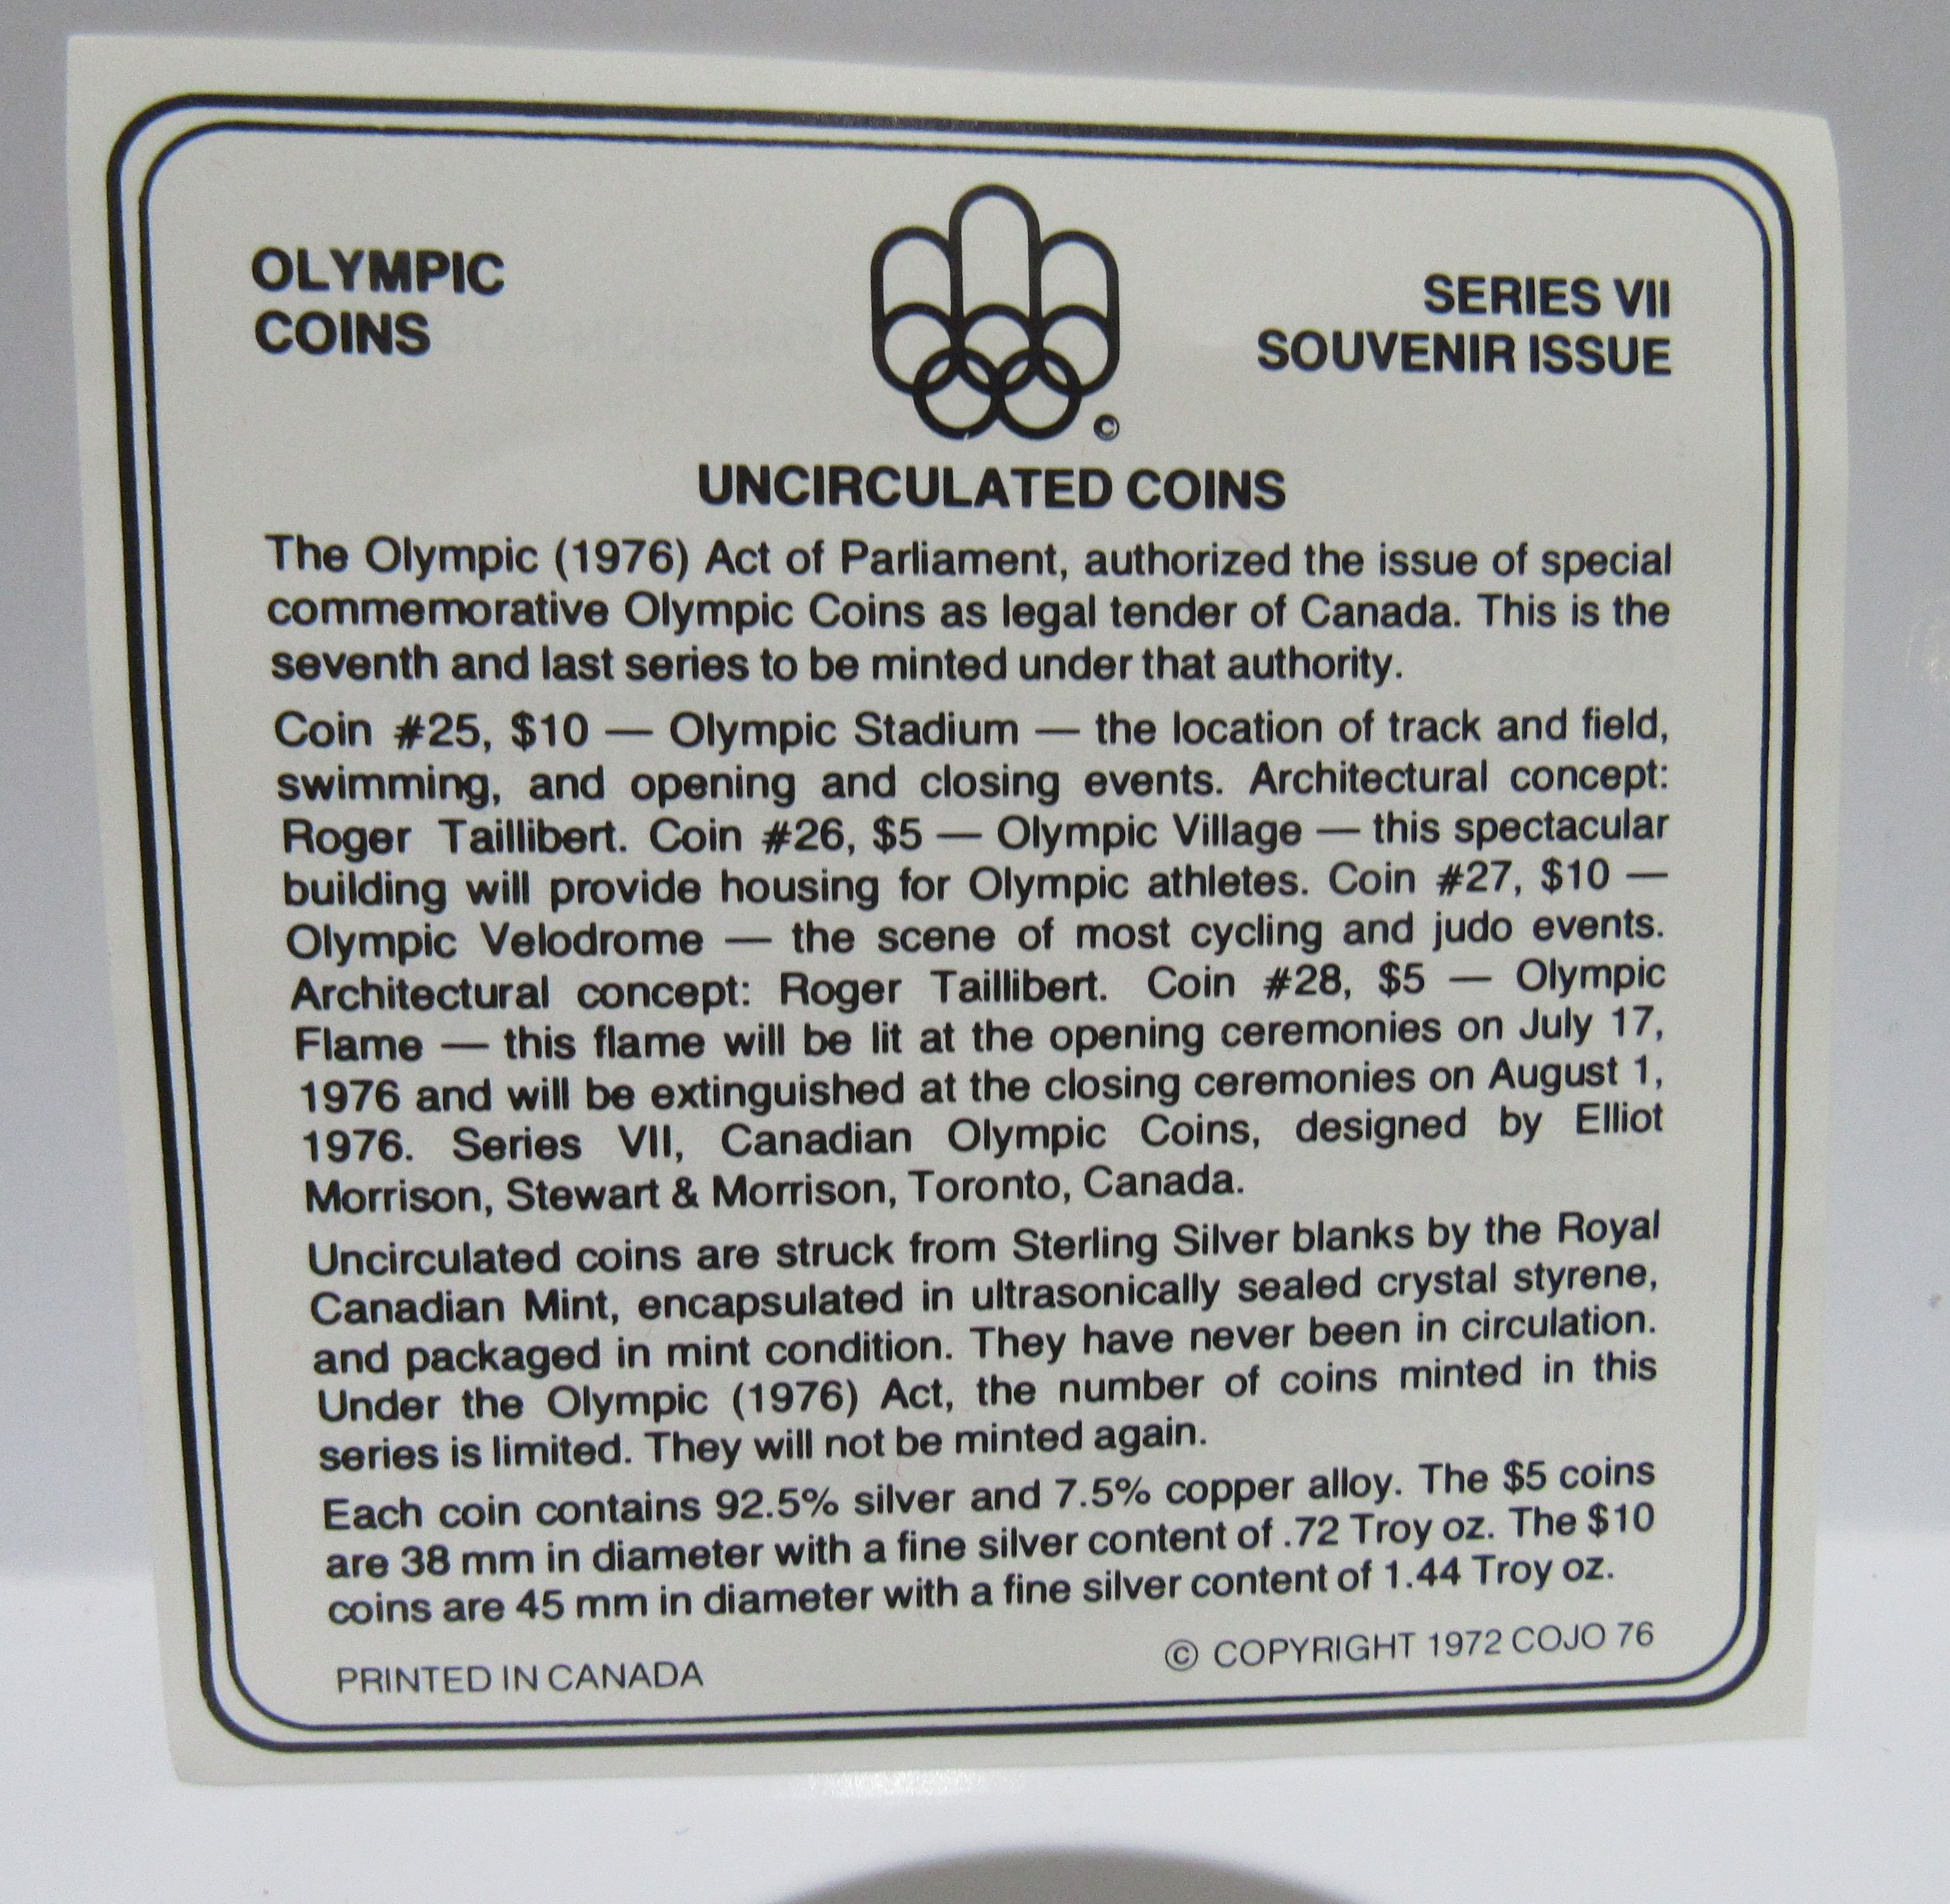 OLYMPIC
COINS
SERIES VII
SOUVENIR ISSUE
©
UNCIRCULATED COINS
The Olympic (1976) Act of Parliament, authorized the issue of special
commemorative Olympic Coins as legal tender of Canada. This is the
seventh and last series to be minted under that authority.
Coin #25, $10 — Olympic Stadium — the location of track and field,
swimming, and opening and closing events. Architectural concept:
Roger Taillibert. Coin #26, $5 — Olympic Village — this spectacular
building will provide housing for Olympic athletes. Coin #27, $10 —
Olympic Velodrome — the scene of most cycling and judo events.
Architectural concept: Roger Taillibert. Coin #28, $5 — Olympic
Flame — this flame will be lit at the opening ceremonies on July 17,
1976 and will be extinguished at the closing ceremonies on August 1,
1976. Series VII, Canadian Olympic Coins, designed by Elliot
Morrison, Stewart & Morrison, Toronto, Canada.
Uncirculated coins are struck from Sterling Silver blanks by the Royal
Canadian Mint, encapsulated in ultrasonically sealed crystal styrene,
and packaged in mint condition. They have never been in circulation.
Under the Olympic (1976) Act, the number of coins minted in this
series is limited. They will not be minted again.
Each coin contains 92.5% silver and 7.5% copper alloy. The $5 coins
are 38 mm in diameter with a fine silver content of .72 Troy oz. The $10
coins are 45 mm in diameter with a fine silver content of 1.44 Troy oz.
PRINTED IN CANADA
© COPYRIGHT 1972 COJO 76